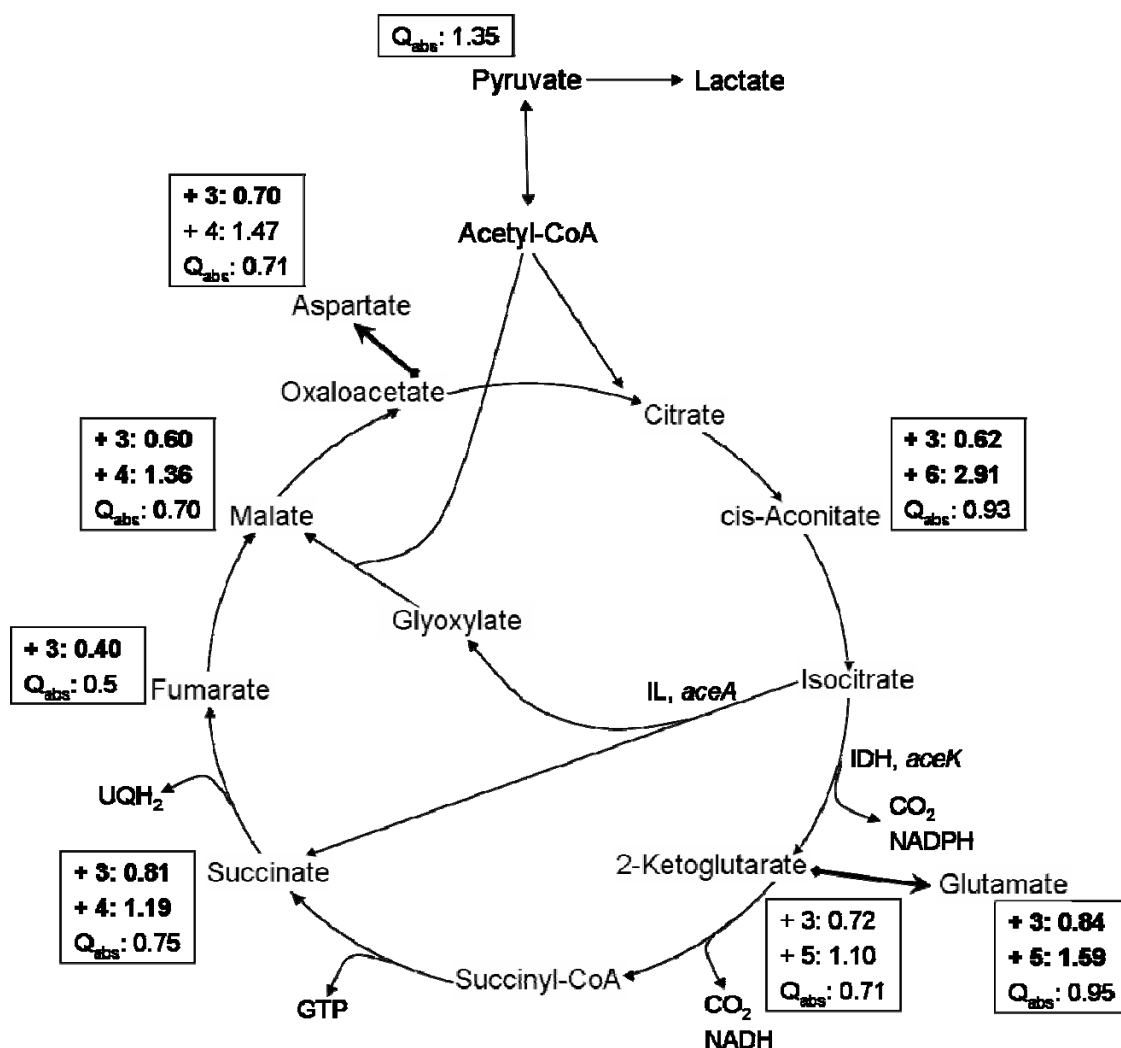 Q_abs: 1.35
Pyruvate
Lactate
+ 3: 0.70
+ 4: 1.47
Q_abs: 0.71
Acetyl-CoA
Aspartate
Oxaloacetate
Citrate
+ 3: 0.60
+ 4: 1.36
Q_abs: 0.70
Malate
cis-Aconitate
+ 3: 0.62
+ 6: 2.91
Q_abs: 0.93
Glyoxylate
+ 3: 0.40
Q_abs: 0.5
Fumarate
IL, aceA
Isocitrate
IDH, aceK
CO₂
NADPH
UQH₂
Succinate
+ 3: 0.81
+ 4: 1.19
Q_abs: 0.75
2-Ketoglutarate
Glutamate
+ 3: 0.72
+ 5: 1.10
Q_abs: 0.71
+ 3: 0.84
+ 5: 1.59
Q_abs: 0.95
Succinyl-CoA
GTP
CO₂
NADH